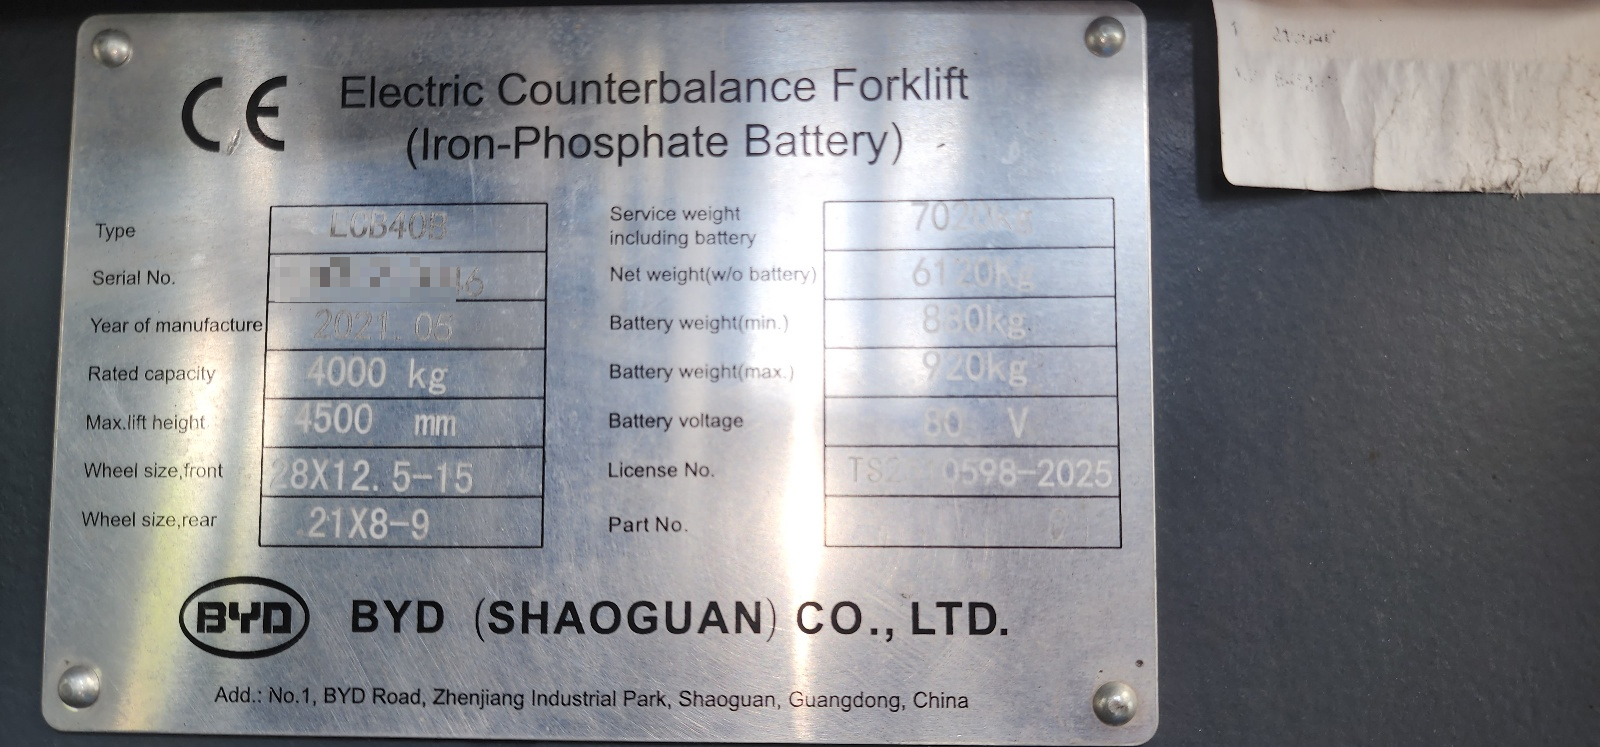 CE Electric Counterbalance Forklift
(Iron-Phosphate Battery)
Type
Serial No.
Year of manufacture 2021.05
Rated capacity 4000 kg
Max.lift height 4500 mm
Wheel size,front 28X12.5-15
Wheel size,rear 21X8-9
Service weight
including battery
Net weight(w/o battery) 6120Kg
Battery weight(min.)
Battery weight(max.) 920kg
Battery voltage 80 V
License No.
Part No.
BYD BYD (SHAOGUAN) CO., LTD.
Add.: No.1, BYD Road, Zhenjiang Industrial Park, Shaoguan, Guangdong, China